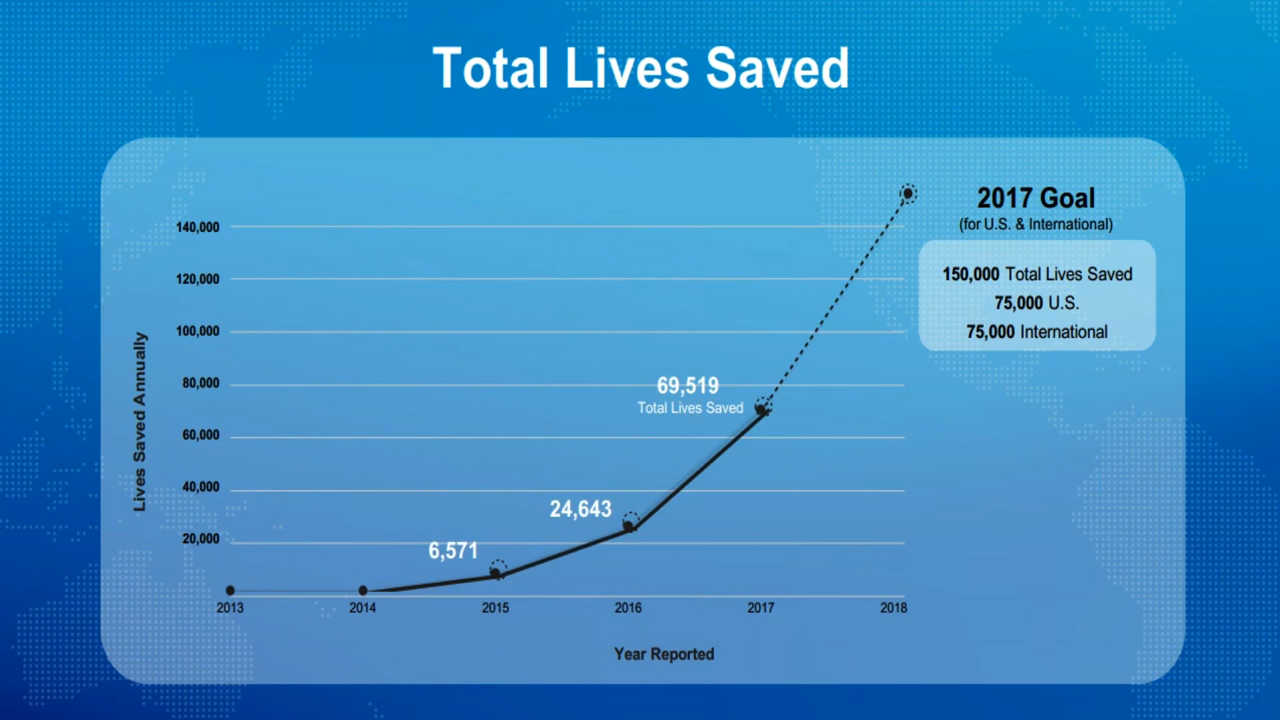 Total Lives Saved
2017 Goal
(for U.S. & International)
150,000 Total Lives Saved
75,000 U.S.
75,000 International
Lives Saved Annually
140,000
120,000
100,000
80,000
60,000
40,000
20,000
69,519
Total Lives Saved
24,643
6,571
2013 2014 2015 2016 2017 2018
Year Reported